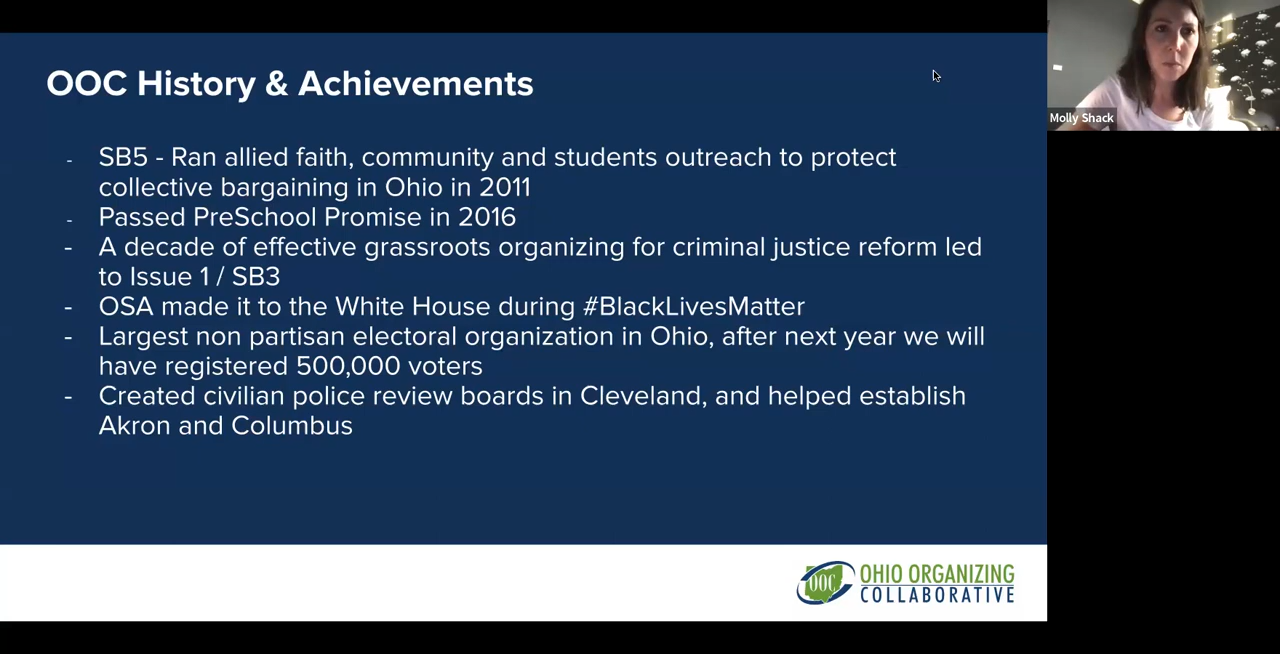 OOC History & Achievements
- SB5 - Ran allied faith, community and students outreach to protect
collective bargaining in Ohio in 2011
- Passed PreSchool Promise in 2016
- A decade of effective grassroots organizing for criminal justice reform led
to Issue 1 / SB3
- OSA made it to the White House during #BlackLivesMatter
- Largest non partisan electoral organization in Ohio, after next year we will
have registered 500,000 voters
- Created civilian police review boards in Cleveland, and helped establish
Akron and Columbus
Molly Shack
OOC
OHIO ORGANIZING
COLLABORATIVE